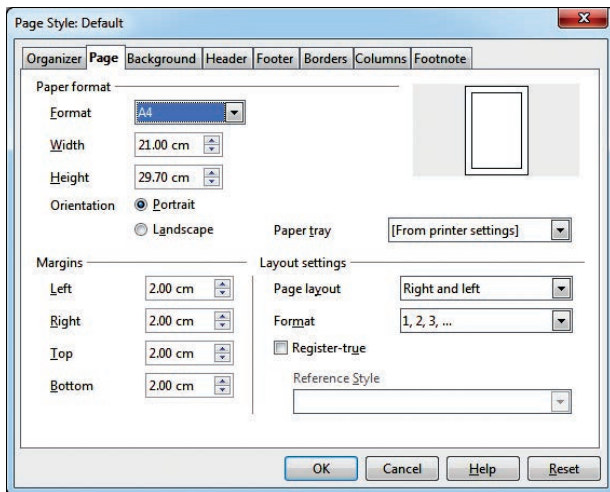 Page Style: Default
Organizer Page Background Header Footer Borders Columns Footnote
Paper format
Format A4
Width 21.00 cm
Height 29.70 cm
Orientation Portrait
Landscape Paper tray [From printer settings]
Margins Layout settings
Left 2.00 cm Page layout Right and left
Right 2.00 cm Format 1, 2, 3, ...
Top 2.00 cm Register-true
Bottom 2.00 cm Reference Style
OK Cancel Help Reset